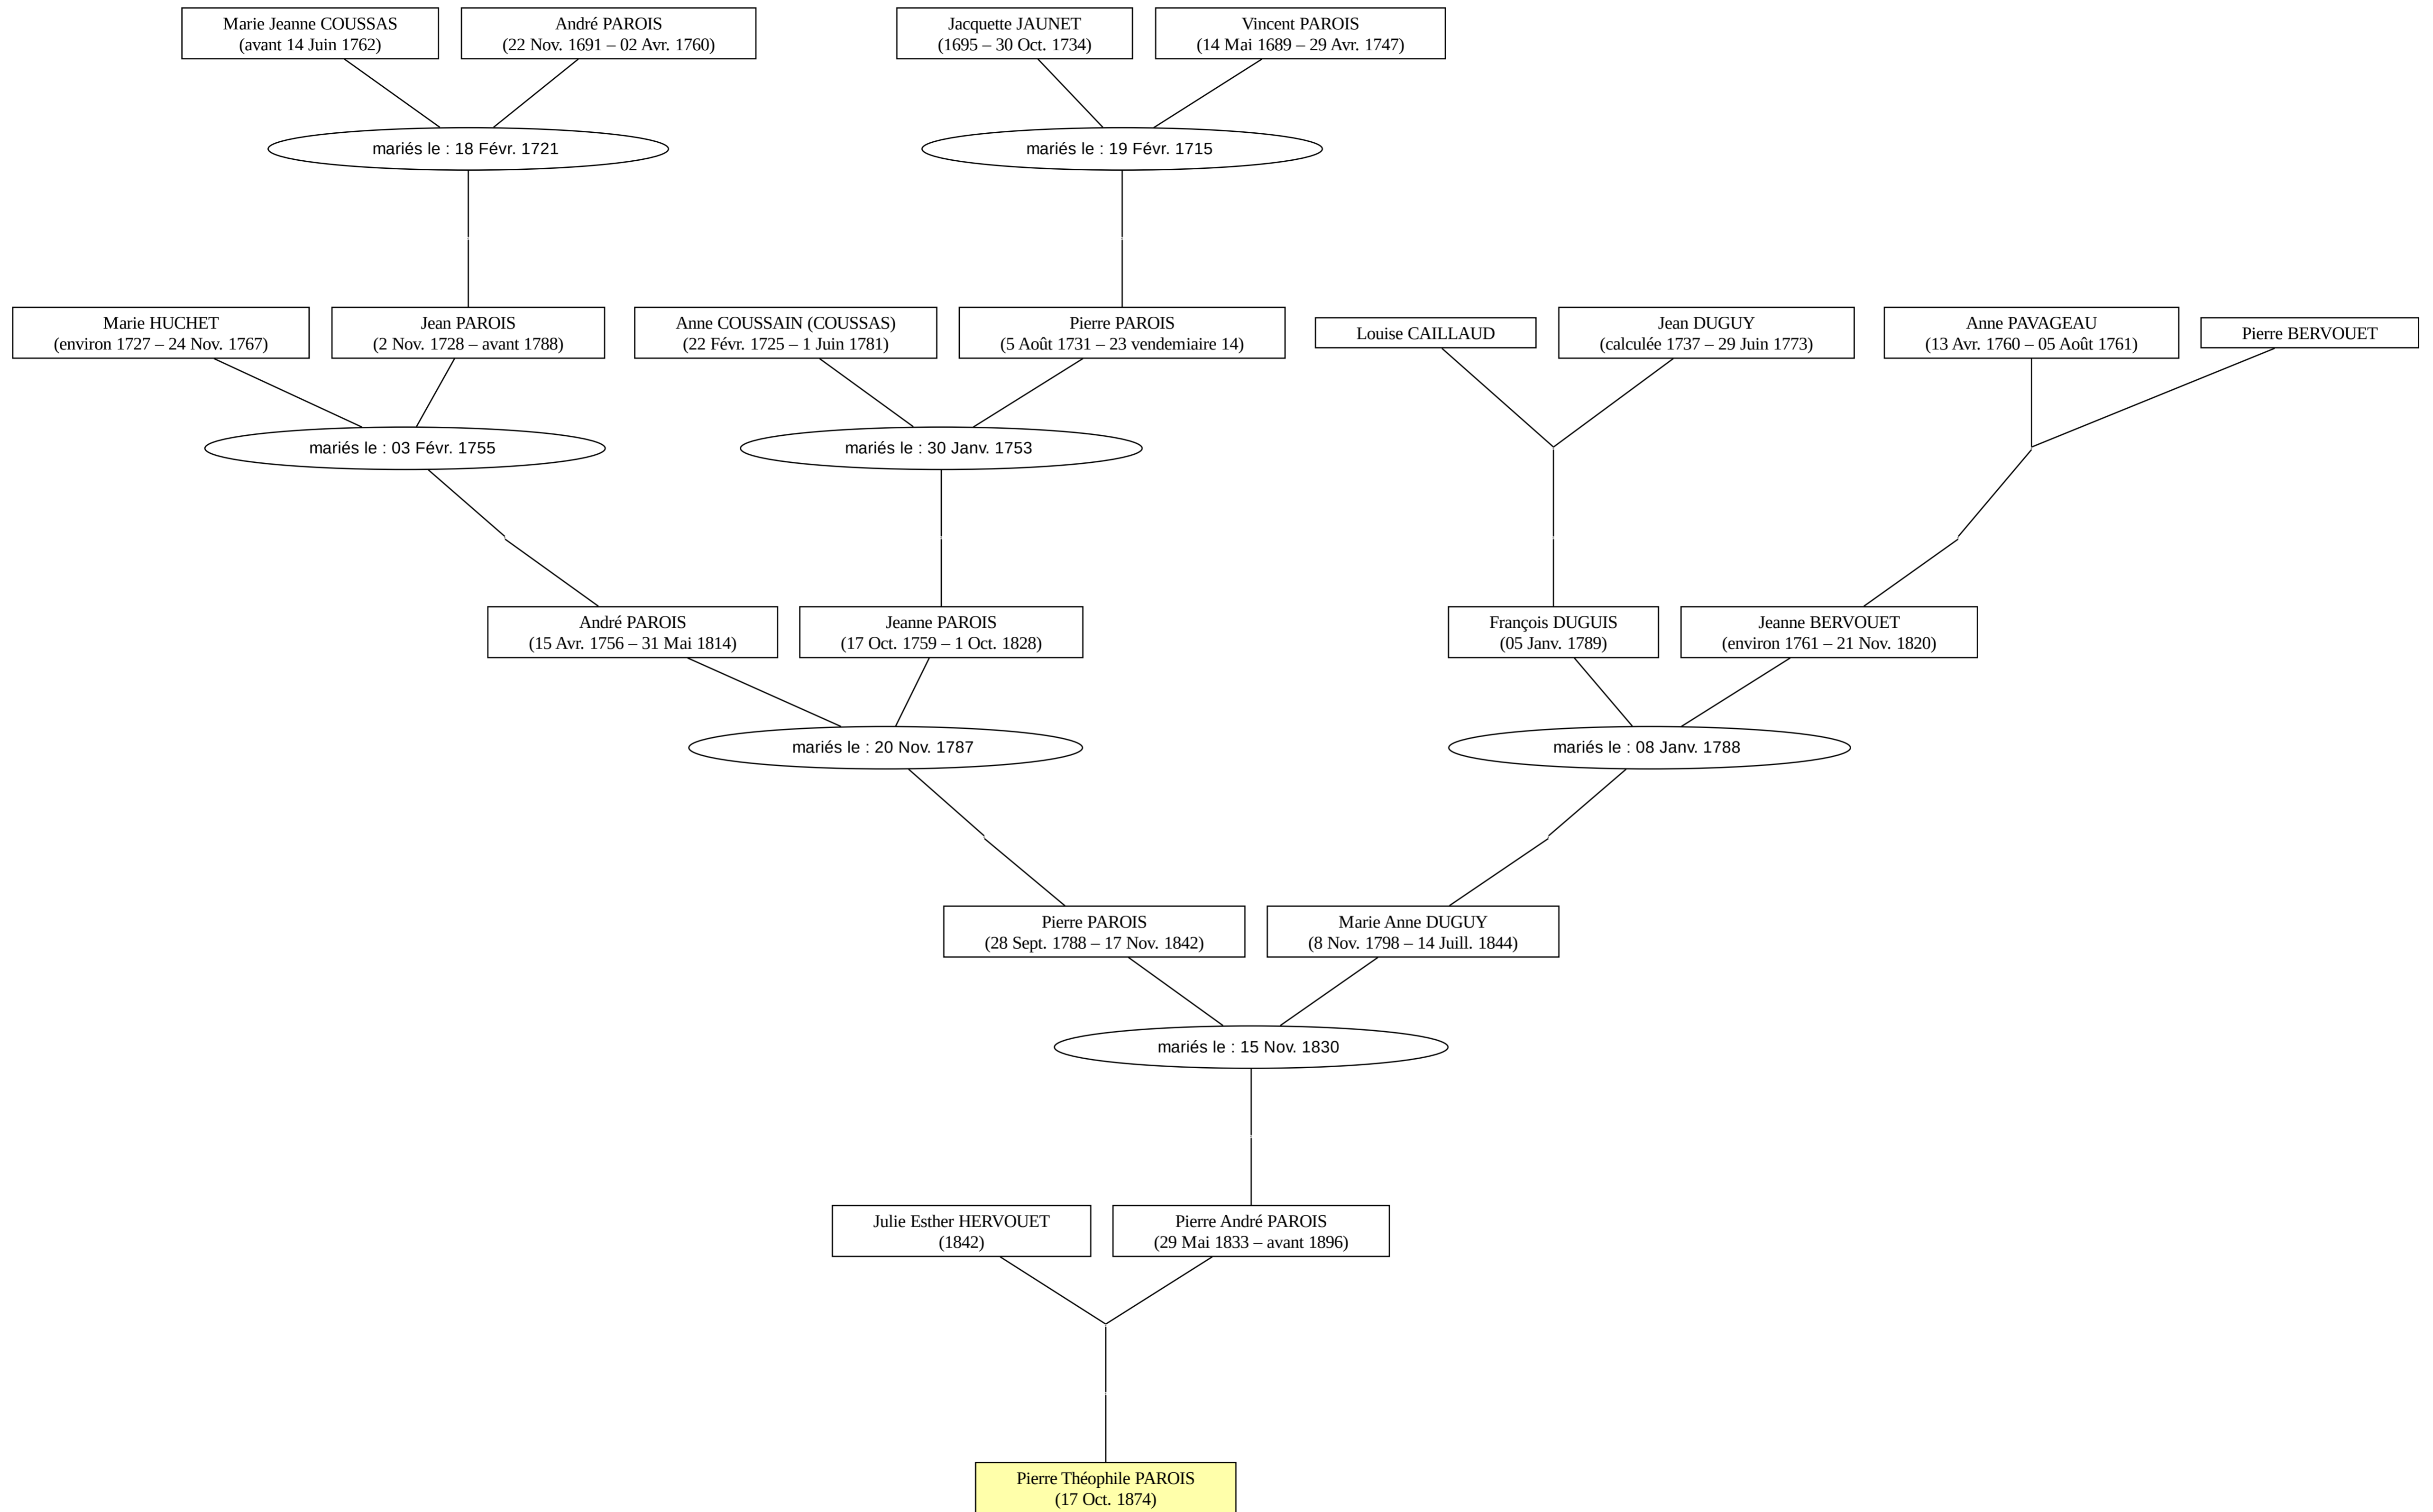 Marie Jeanne COUSSAS
(avant 14 Juin 1762)
André PAROIS
(22 Nov. 1691 – 02 Avr. 1760)
Jacquette JAUNET
(1695 – 30 Oct. 1734)
Vincent PAROIS
(14 Mai 1689 – 29 Avr. 1747)
mariés le : 18 Févr. 1721
mariés le : 19 Févr. 1715
Marie HUCHET
(environ 1727 – 24 Nov. 1767)
Jean PAROIS
(2 Nov. 1728 – avant 1788)
Anne COUSSAIN (COUSSAS)
(22 Févr. 1725 – 1 Juin 1781)
Pierre PAROIS
(5 Août 1731 – 23 vendemiaire 14)
Louise CAILLAUD
Jean DUGUY
(calculée 1737 – 29 Juin 1773)
Anne PAVAGEAU
(13 Avr. 1760 – 05 Août 1761)
Pierre BERVOUET
mariés le : 03 Févr. 1755
mariés le : 30 Janv. 1753
André PAROIS
(15 Avr. 1756 – 31 Mai 1814)
Jeanne PAROIS
(17 Oct. 1759 – 1 Oct. 1828)
François DUGUIS
(05 Janv. 1789)
Jeanne BERVOUET
(environ 1761 – 21 Nov. 1820)
mariés le : 20 Nov. 1787
mariés le : 08 Janv. 1788
Pierre PAROIS
(28 Sept. 1788 – 17 Nov. 1842)
Marie Anne DUGUY
(8 Nov. 1798 – 14 Juill. 1844)
mariés le : 15 Nov. 1830
Julie Esther HERVOUET
(1842)
Pierre André PAROIS
(29 Mai 1833 – avant 1896)
Pierre Théophile PAROIS
(17 Oct. 1874)